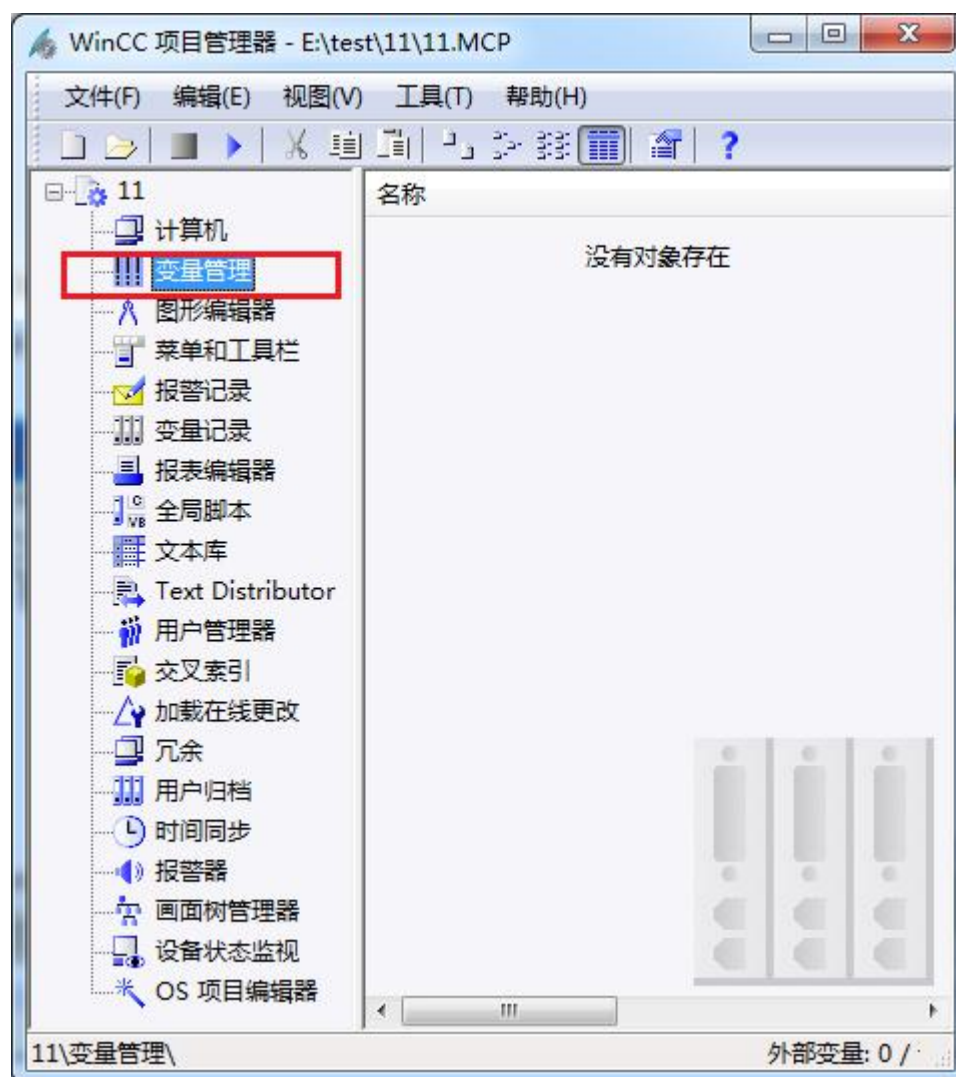 WinCC 项目管理器 - E:\test\11\11.MCP
文件(F) 编辑(E) 视图(V) 工具(T) 帮助(H)
11
名称
计算机
没有对象存在
变量管理
图形编辑器
菜单和工具栏
报警记录
变量记录
报表编辑器
全局脚本
文本库
Text Distributor
用户管理器
交叉索引
加载在线更改
冗余
用户归档
时间同步
报警器
画面树管理器
设备状态监视
OS 项目编辑器
11\变量管理\ 外部变量: 0 /